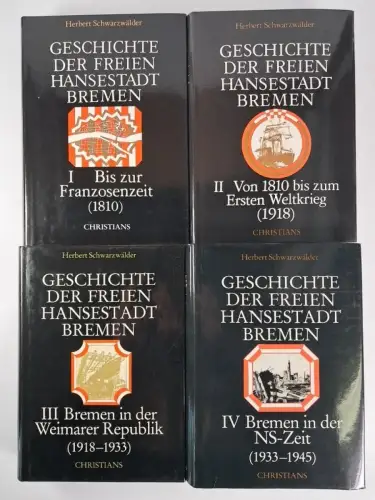 Herbert Schwarzwälder
GESCHICHTE
DER FREIEN
HANSESTADT
BREMEN
I Bis zur
Franzosenzeit
(1810)
CHRISTIANS
Herbert Schwarzwälder
GESCHICHTE
DER FREIEN
HANSESTADT
BREMEN
II Von 1810 bis zum
Ersten Weltkrieg
(1918)
CHRISTIANS
Herbert Schwarzwälder
GESCHICHTE
DER FREIEN
HANSESTADT
BREMEN
III Bremen in der
Weimarer Republik
(1918–1933)
CHRISTIANS
Herbert Schwarzwälder
GESCHICHTE
DER FREIEN
HANSESTADT
BREMEN
IV Bremen in der
NS-Zeit
(1933–1945)
CHRISTIANS